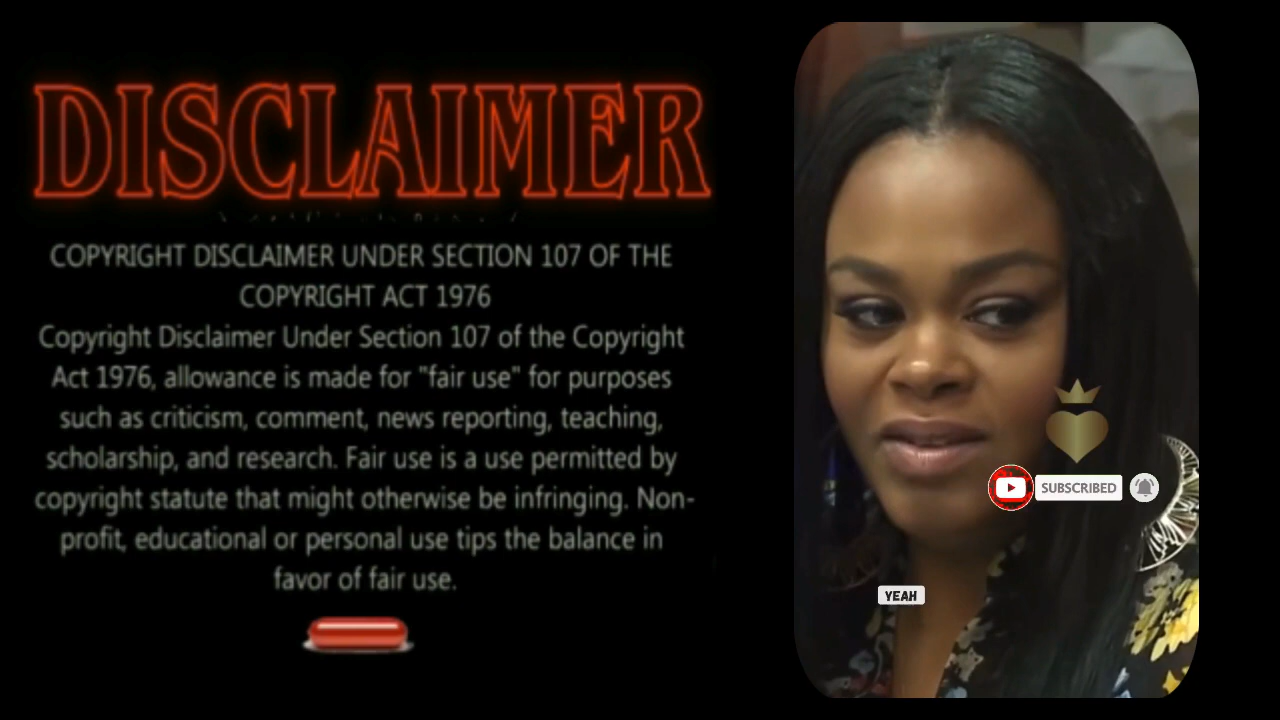 DISCLAIMER
COPYRIGHT DISCLAIMER UNDER SECTION 107 OF THE
COPYRIGHT ACT 1976
Copyright Disclaimer Under Section 107 of the Copyright
Act 1976, allowance is made for "fair use" for purposes
such as criticism, comment, news reporting, teaching,
scholarship, and research. Fair use is a use permitted by
copyright statute that might otherwise be infringing. Non-
profit, educational or personal use tips the balance in
favor of fair use.
SUBSCRIBED
YEAH